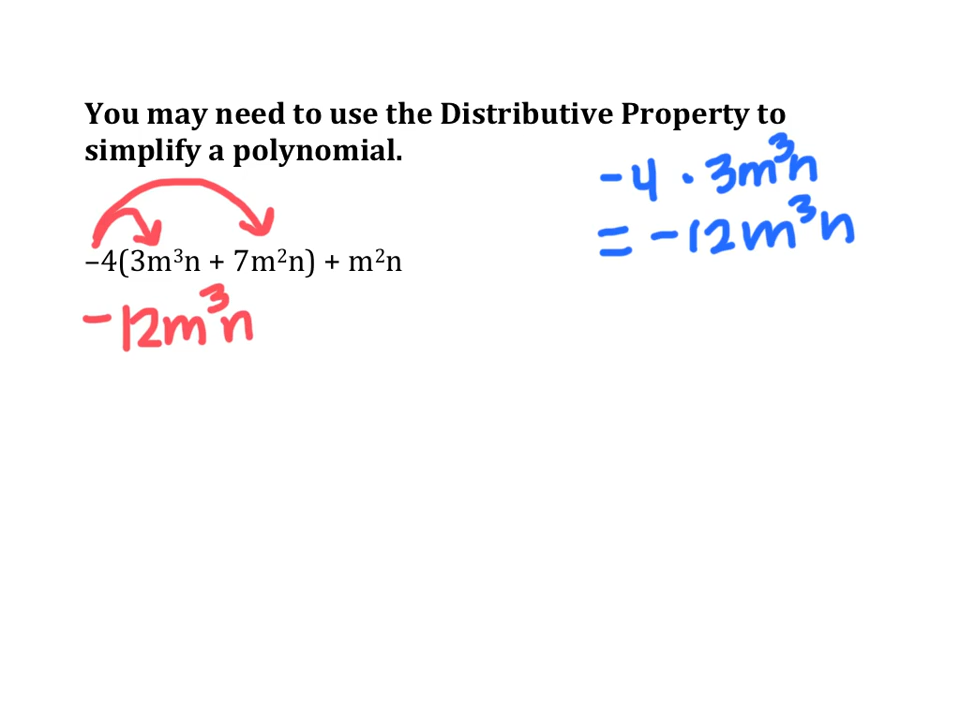 You may need to use the Distributive Property to
simplify a polynomial.
-4 · 3m³n
= -12m³n
–4(3m³n + 7m²n) + m²n
-12m³n